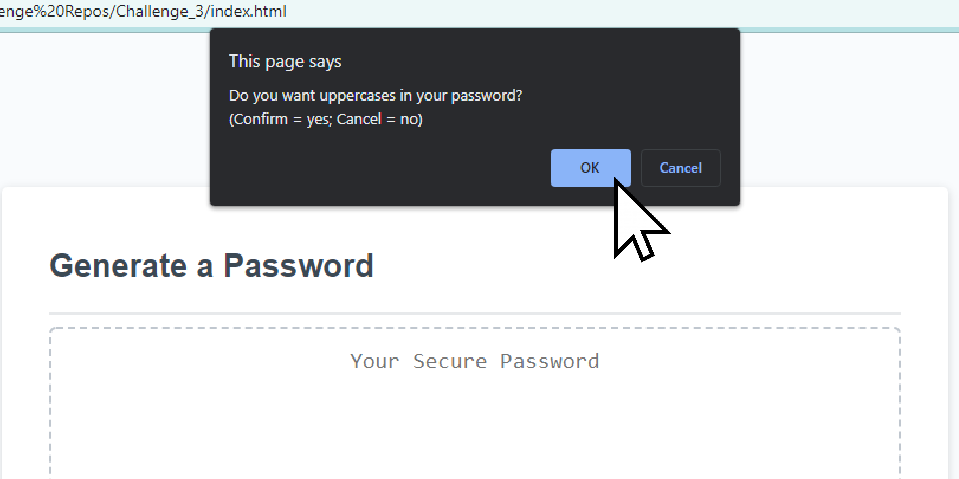 enge%20Repos/Challenge_3/index.html
This page says
Do you want uppercases in your password?
(Confirm = yes; Cancel = no)
OK Cancel
Generate a Password
Your Secure Password